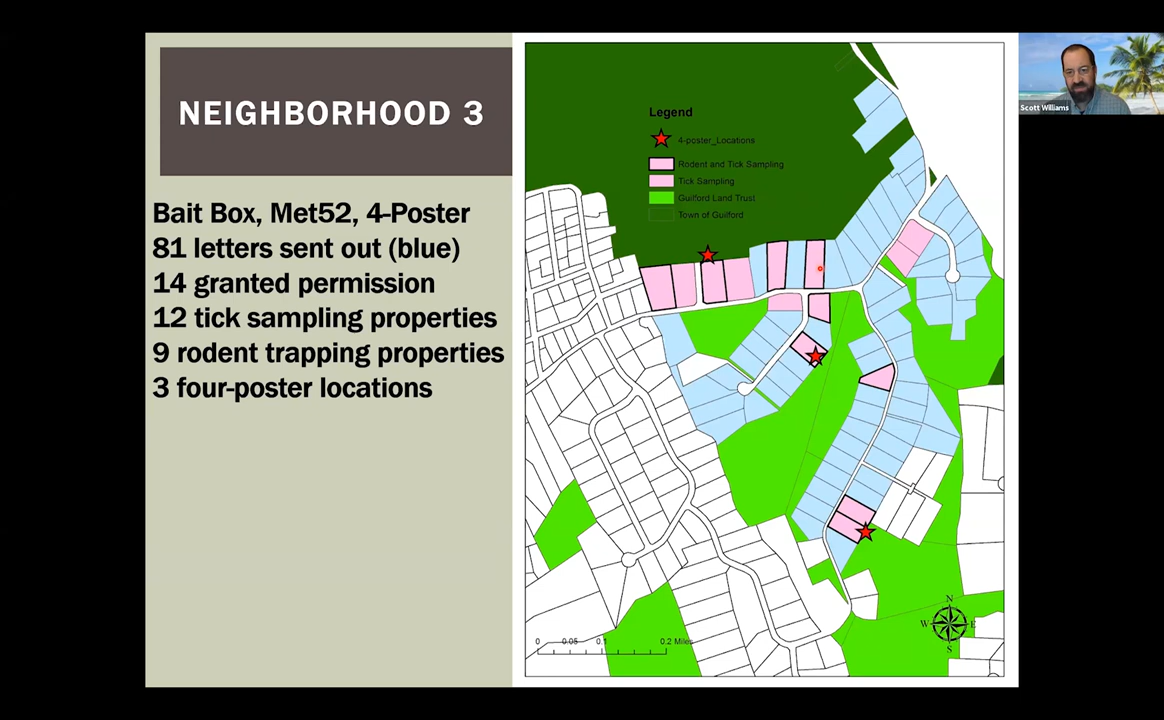 NEIGHBORHOOD 3
Bait Box, Met52, 4-Poster
81 letters sent out (blue)
14 granted permission
12 tick sampling properties
9 rodent trapping properties
3 four-poster locations
Legend
4-poster_Locations
Rodent and Tick Sampling
Tick Sampling
Guilford Land Trust
Town of Guilford
0 0.05 0.1 0.2 Miles
N
W E
S
Scott Williams